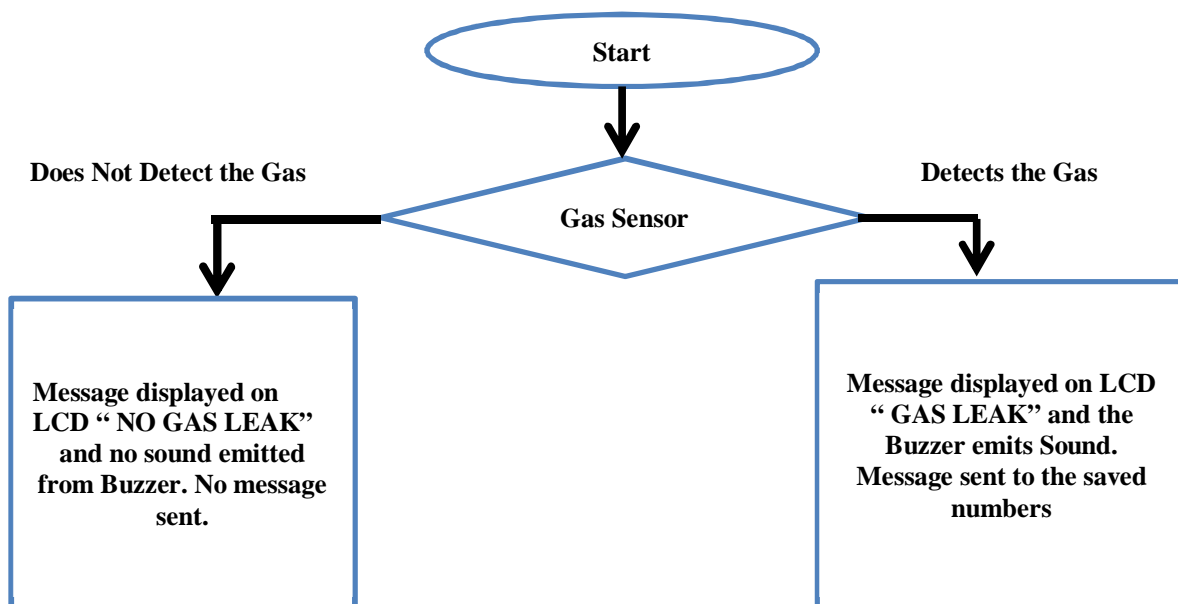 Start
Does Not Detect the Gas
Detects the Gas
Gas Sensor
Message displayed on
LCD “ NO GAS LEAK”
and no sound emitted
from Buzzer. No message
sent.
Message displayed on LCD
“ GAS LEAK” and the
Buzzer emits Sound.
Message sent to the saved
numbers